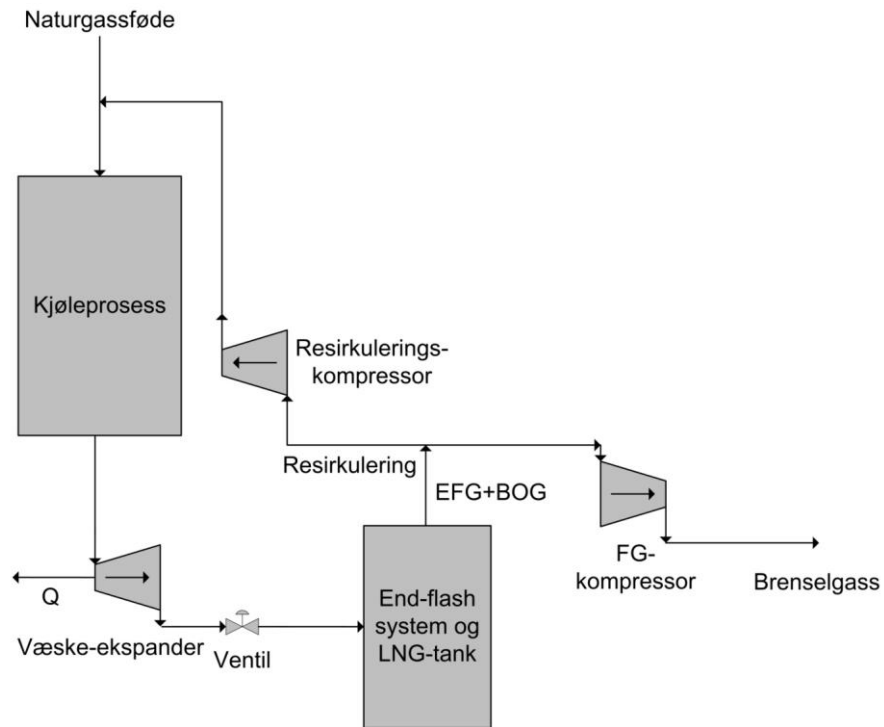 Naturgassføde
Kjøleprosess
Resirkulerings-
kompressor
Resirkulering
EFG+BOG
FG-
kompressor
Brenselgass
Q
Væske-ekspander
Ventil
End-flash
system og
LNG-tank